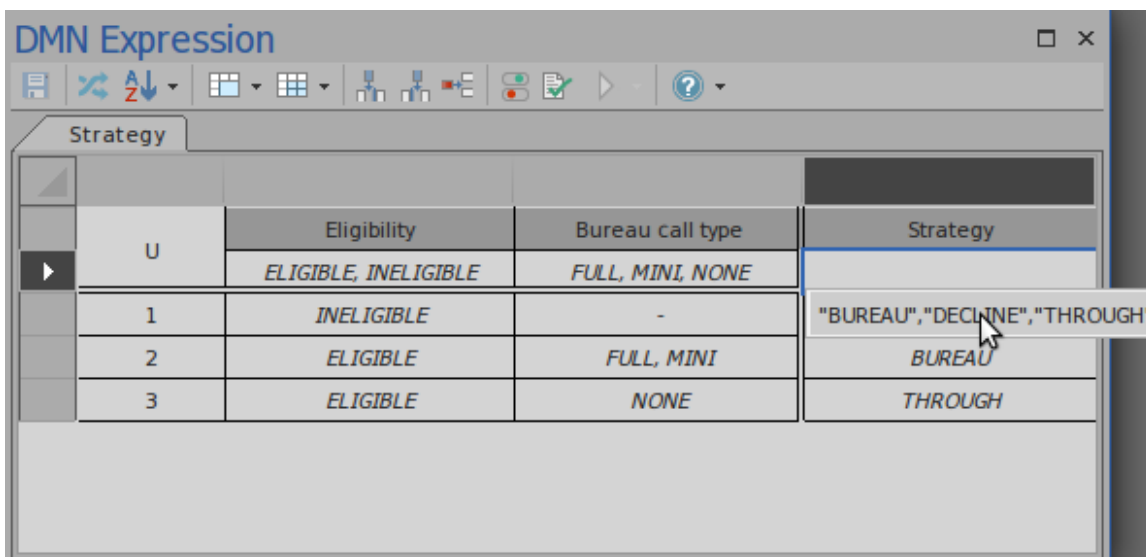 DMN Expression
Strategy
U Eligibility Bureau call type Strategy
ELIGIBLE, INELIGIBLE FULL, MINI, NONE
1 INELIGIBLE - "BUREAU","DECLINE","THROUGH"
2 ELIGIBLE FULL, MINI BUREAU
3 ELIGIBLE NONE THROUGH